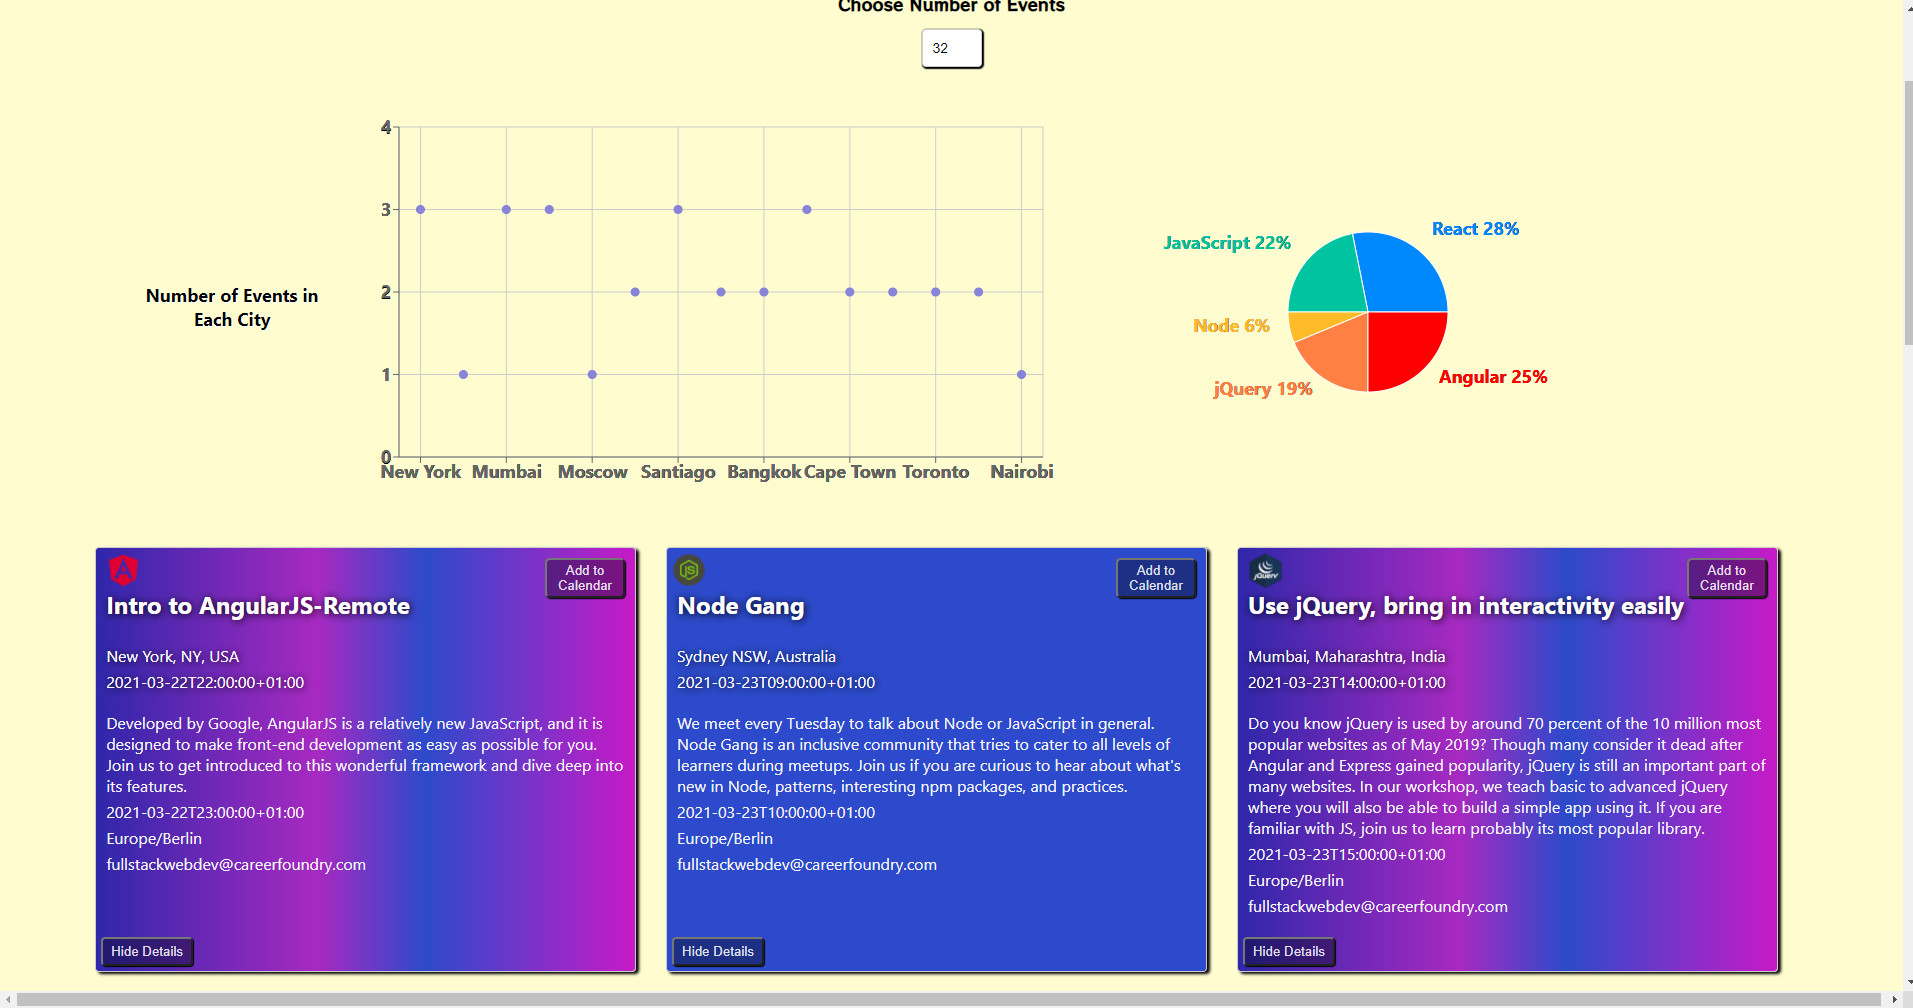 Choose Number of Events
32
4
3
2
1
0
Number of Events in
Each City
New York Mumbai Moscow Santiago Bangkok Cape Town Toronto Nairobi
JavaScript 22%
React 28%
Node 6%
jQuery 19%
Angular 25%
Add to
Calendar
Intro to AngularJS-Remote
New York, NY, USA
2021-03-22T22:00:00+01:00
Developed by Google, AngularJS is a relatively new JavaScript, and it is
designed to make front-end development as easy as possible for you.
Join us to get introduced to this wonderful framework and dive deep into
its features.
2021-03-22T23:00:00+01:00
Europe/Berlin
fullstackwebdev@careerfoundry.com
Hide Details
JS
Add to
Calendar
Node Gang
Sydney NSW, Australia
2021-03-23T09:00:00+01:00
We meet every Tuesday to talk about Node or JavaScript in general.
Node Gang is an inclusive community that tries to cater to all levels of
learners during meetups. Join us if you are curious to hear about what's
new in Node, patterns, interesting npm packages, and practices.
2021-03-23T10:00:00+01:00
Europe/Berlin
fullstackwebdev@careerfoundry.com
Hide Details
jQuery
Add to
Calendar
Use jQuery, bring in interactivity easily
Mumbai, Maharashtra, India
2021-03-23T14:00:00+01:00
Do you know jQuery is used by around 70 percent of the 10 million most
popular websites as of May 2019? Though many consider it dead after
Angular and Express gained popularity, jQuery is still an important part of
many websites. In our workshop, we teach basic to advanced jQuery
where you will also be able to build a simple app using it. If you are
familiar with JS, join us to learn probably its most popular library.
2021-03-23T15:00:00+01:00
Europe/Berlin
fullstackwebdev@careerfoundry.com
Hide Details